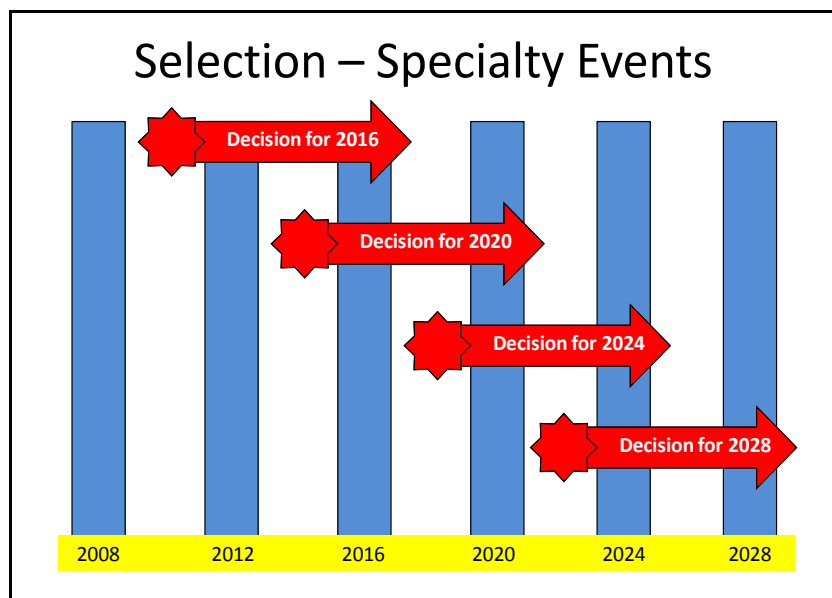 Selection – Specialty Events
Decision for 2016
Decision for 2020
Decision for 2024
Decision for 2028
2008 2012 2016 2020 2024 2028